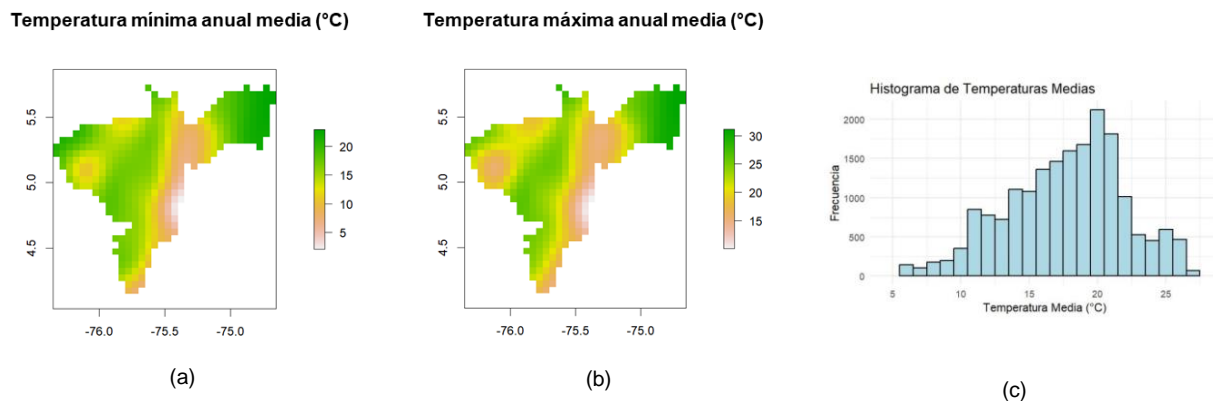 Temperatura mínima anual media (°C)
5.5
5.0
4.5
-76.0 -75.5 -75.0
20
15
10
5
(a)
Temperatura máxima anual media (°C)
5.5
5.0
4.5
-76.0 -75.5 -75.0
30
25
20
15
(b)
Histograma de Temperaturas Medias
Frecuencia
2000
1500
1000
500
0
5 10 15 20 25
Temperatura Media (°C)
(c)